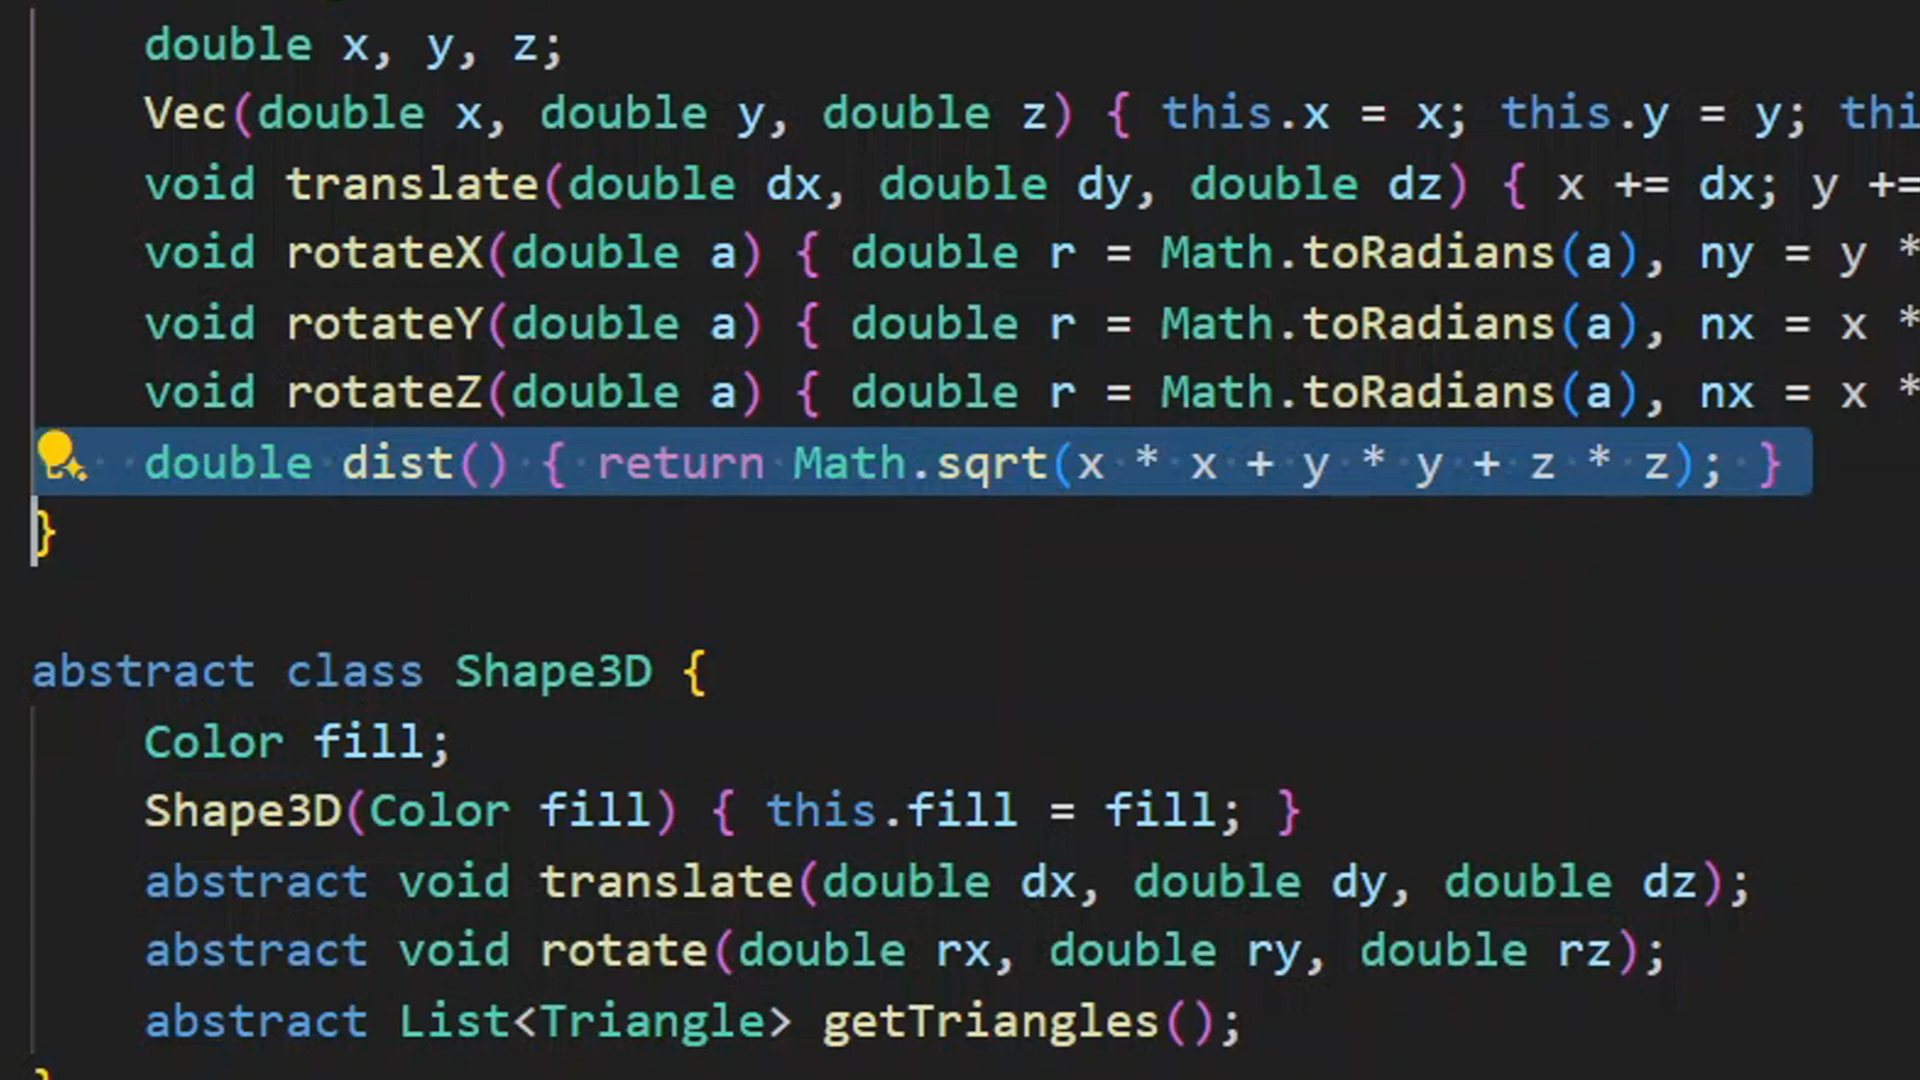 double x, y, z;
Vec(double x, double y, double z) { this.x = x; this.y = y; thi
void translate(double dx, double dy, double dz) { x += dx; y +=
void rotateX(double a) { double r = Math.toRadians(a), ny = y *
void rotateY(double a) { double r = Math.toRadians(a), nx = x *
void rotateZ(double a) { double r = Math.toRadians(a), nx = x *
double dist() { return Math.sqrt(x * x + y * y + z * z); }
}
abstract class Shape3D {
Color fill;
Shape3D(Color fill) { this.fill = fill; }
abstract void translate(double dx, double dy, double dz);
abstract void rotate(double rx, double ry, double rz);
abstract List<Triangle> getTriangles();
}